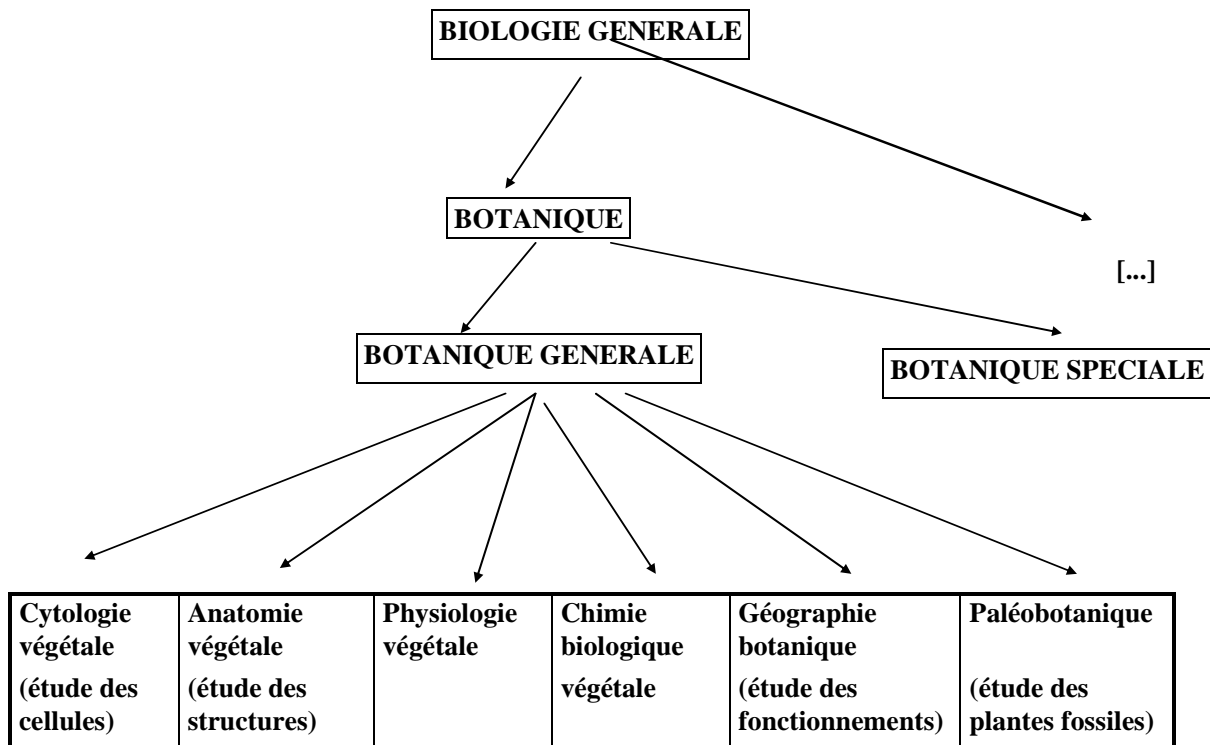 BIOLOGIE GENERALE
BOTANIQUE
[...]
BOTANIQUE GENERALE
BOTANIQUE SPECIALE
Cytologie
végétale
(étude des
cellules)
Anatomie
végétale
(étude des
structures)
Physiologie
végétale
Chimie
biologique
végétale
Géographie
botanique
(étude des
fonctionnements)
Paléobotanique
(étude des
plantes fossiles)